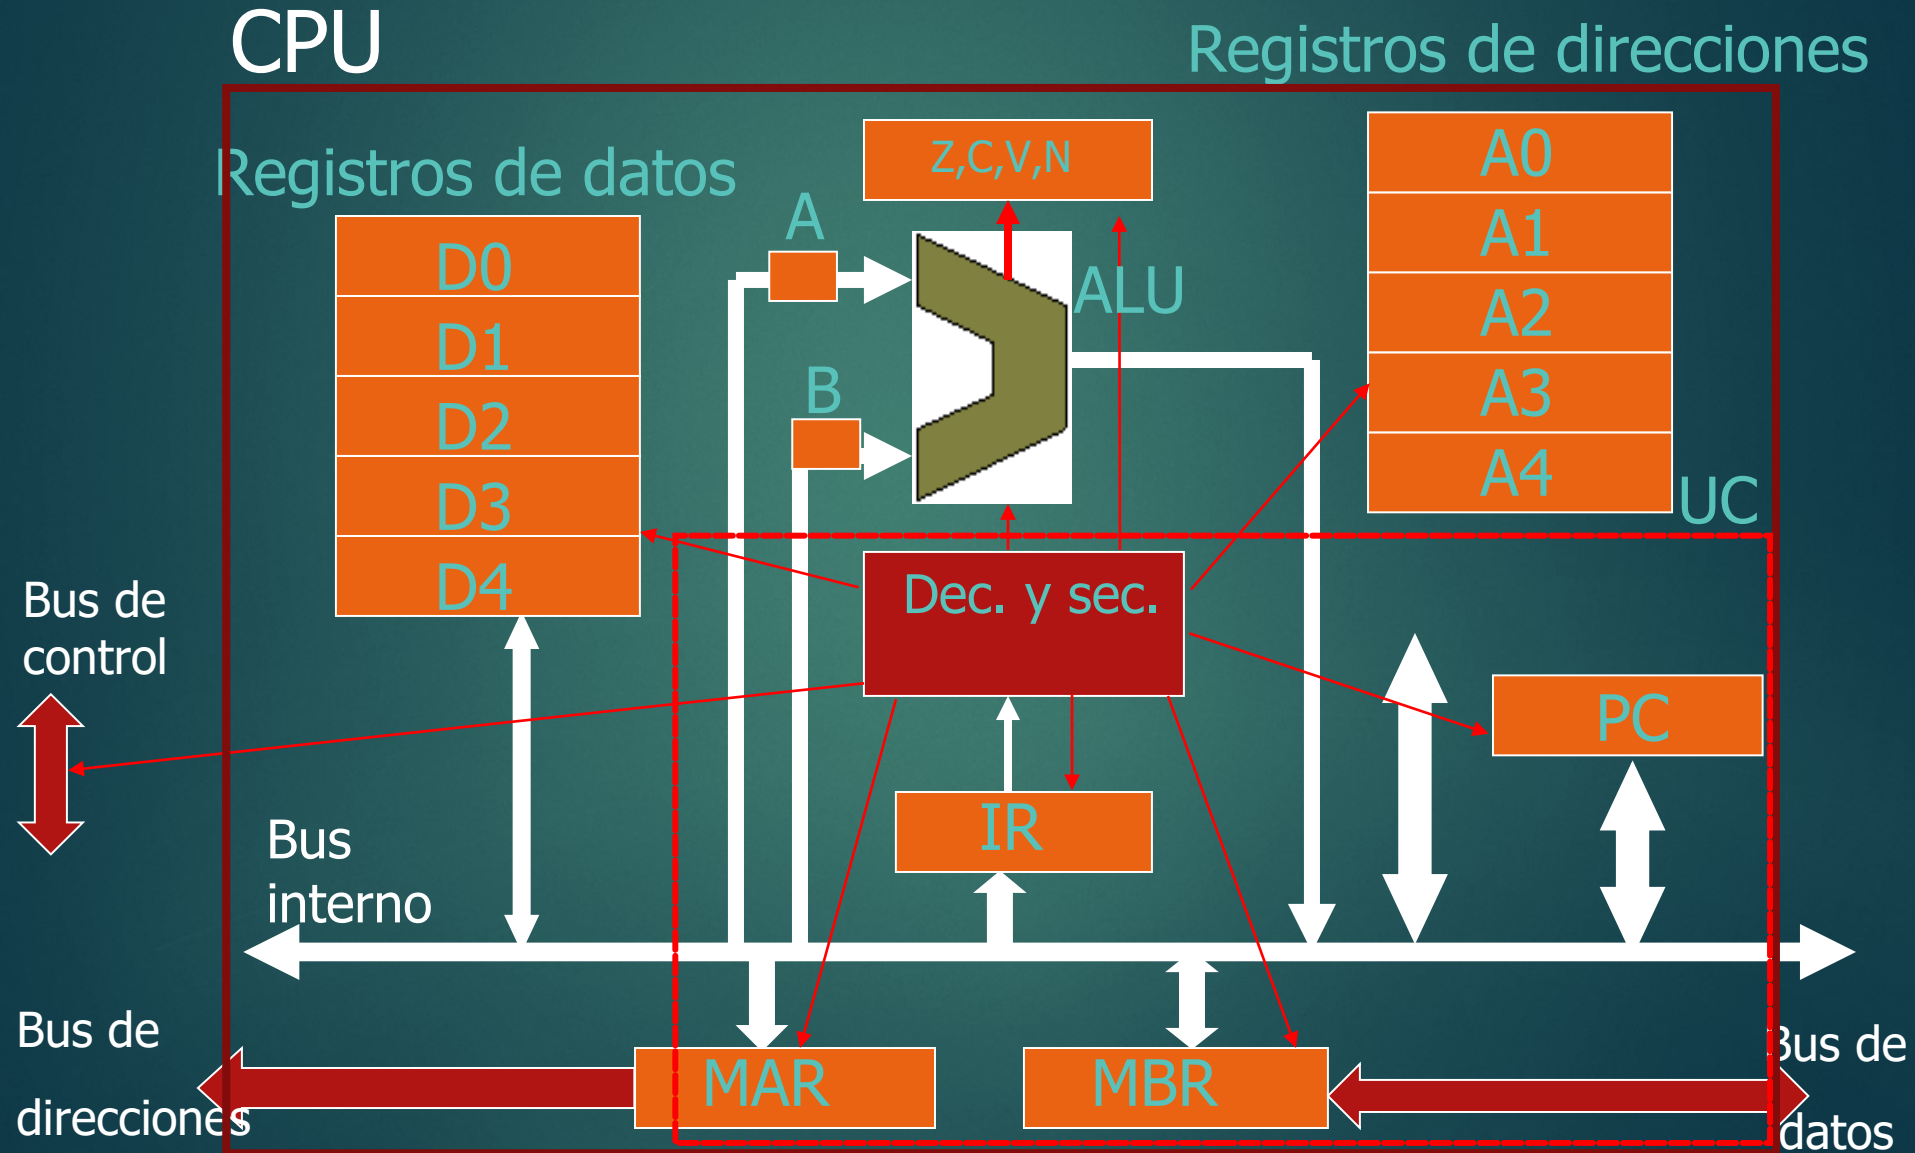 CPU
Registros de direcciones
Registros de datos
Z,C,V,N
A0
A1
A2
A3
A4
A
B
ALU
D0
D1
D2
D3
D4
UC
Dec. y sec.
Bus de
control
PC
IR
Bus
interno
Bus de
direcciones
MAR
MBR
Bus de
datos